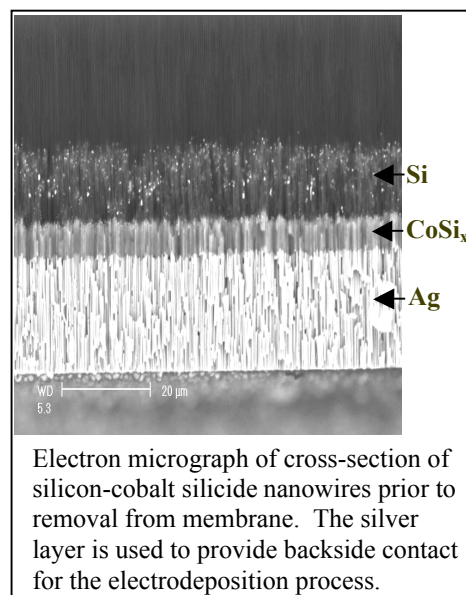 Si
CoSiₓ
Ag
WD
20 µm
5.3
Electron micrograph of cross-section of
silicon-cobalt silicide nanowires prior to
removal from membrane.  The silver
layer is used to provide backside contact
for the electrodeposition process.